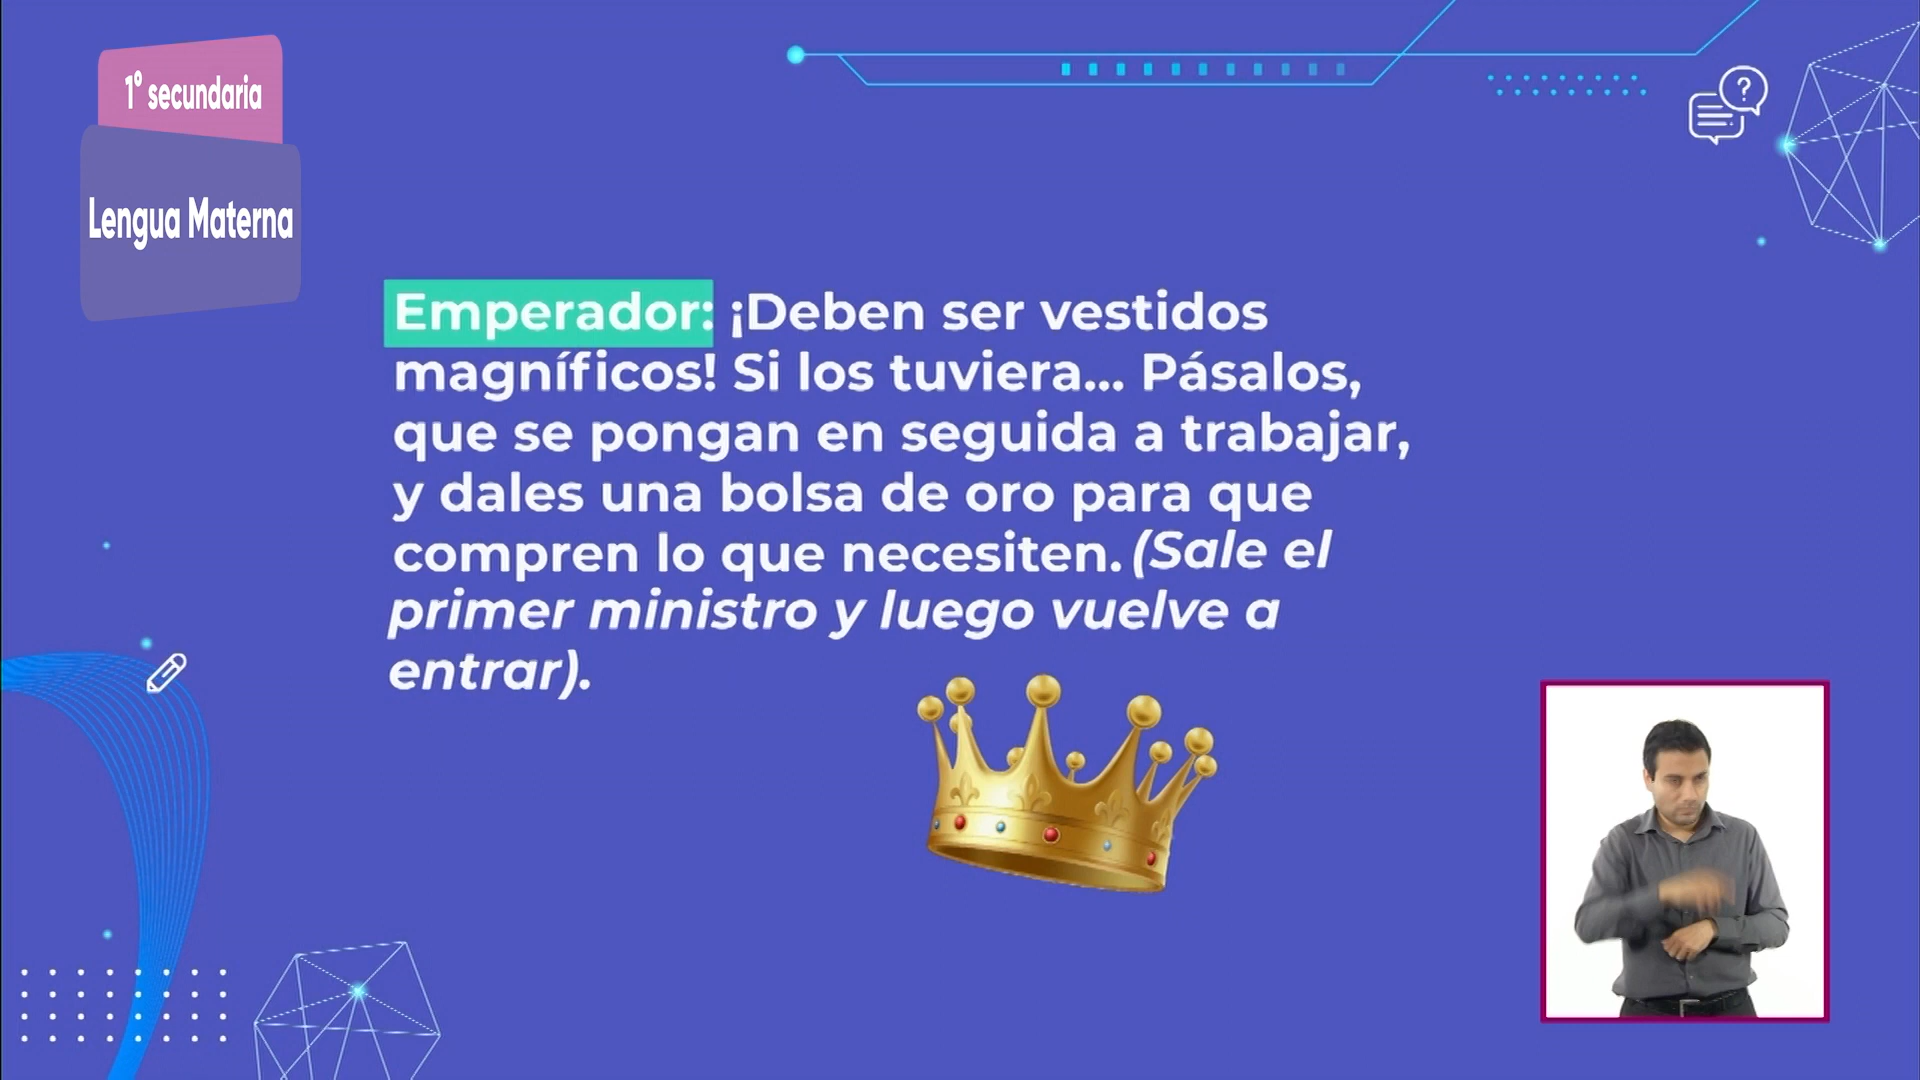 1° secundaria
Lengua Materna
Emperador: ¡Deben ser vestidos
magníficos! Si los tuviera... Pásalos,
que se pongan en seguida a trabajar,
y dales una bolsa de oro para que
compren lo que necesiten. (Sale el
primer ministro y luego vuelve a
entrar).